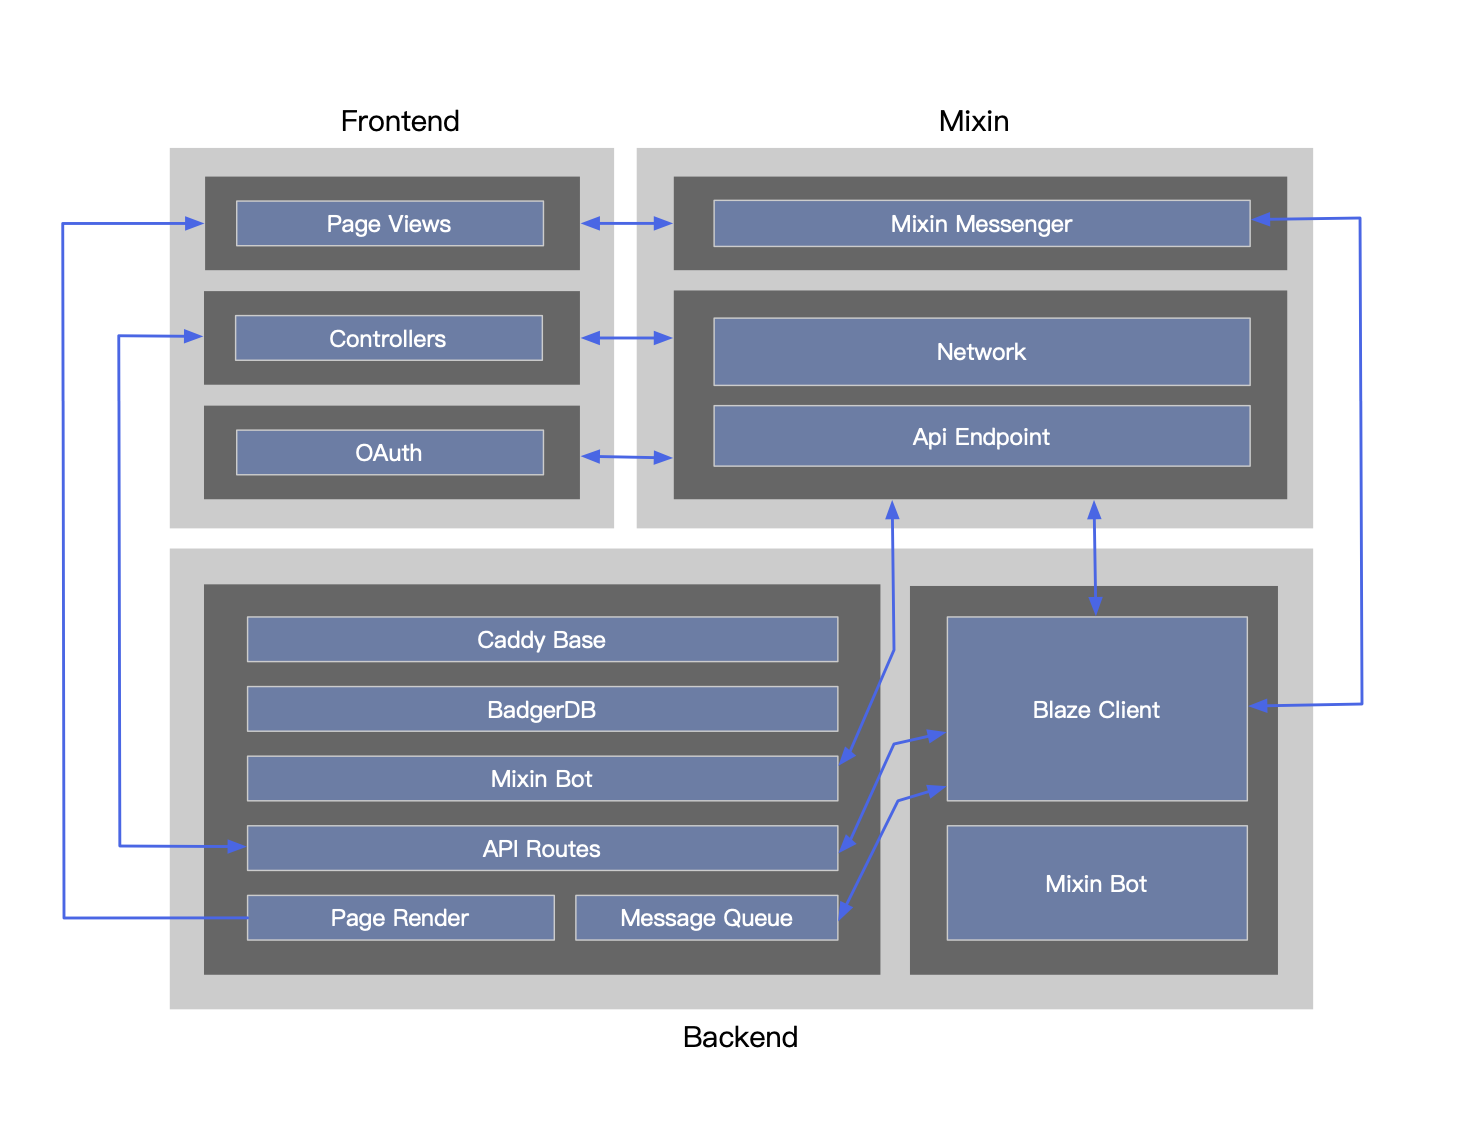 Frontend
Mixin
Page Views
Mixin Messenger
Controllers
Network
OAuth
Api Endpoint
Caddy Base
BadgerDB
Mixin Bot
API Routes
Page Render
Message Queue
Blaze Client
Mixin Bot
Backend